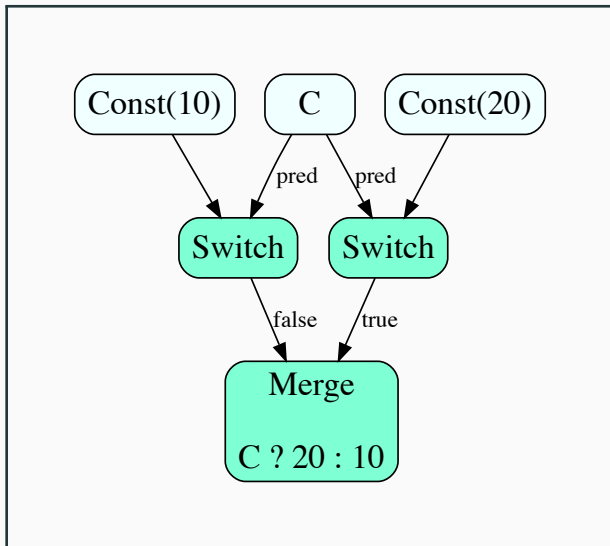 Const(10)
C
Const(20)
pred
pred
Switch
Switch
false
true
Merge
C ? 20 : 10